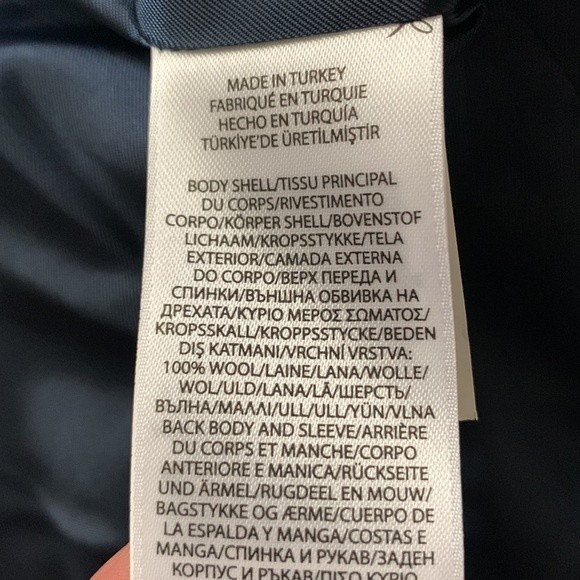 MADE IN TURKEY
FABRIQUÉ EN TURQUIE
HECHO EN TURQUÍA
TÜRKİYE'DE ÜRETİLMİŞTİR
BODY SHELL/TISSU PRINCIPAL
DU CORPS/RIVESTIMENTO
CORPO/KÖRPER SHELL/BOVENSTOF
LICHAAM/KROPSSTYKKE/TELA
EXTERIOR/CAMADA EXTERNA
DO CORPO/ВЕРХ ПЕРЕДА И
СПИНКИ/ВЪНШНА ОБВИВКА НА
ДРЕХАТА/ΚΥΡΙΟ ΜΕΡΟΣ ΣΩΜΑΤΟΣ/
KROPSSKALL/KROPPSSTYCKE/BEDEN
DIŞ KATMANI/VRCHNÍ VRSTVA:
100% WOOL/LAINE/LANA/WOLLE/
WOL/ULD/LANA/LÃ/ШЕРСТЬ/
ВЪЛНА/ΜΑΛΛΙ/ULL/ULL/YÜN/VLNA
BACK BODY AND SLEEVE/ARRIÈRE
DU CORPS ET MANCHE/CORPO
ANTERIORE E MANICA/RÜCKSEITE
UND ÄRMEL/RUGDEEL EN MOUW/
BAGSTYKKE OG ÆRME/CUERPO DE
LA ESPALDA Y MANGA/COSTAS E
MANGA/СПИНКА И РУКАВ/ЗАДЕН
КОРПУС И РЪКАВ/ΠΙΣΩ ΚΥΡΙΟ